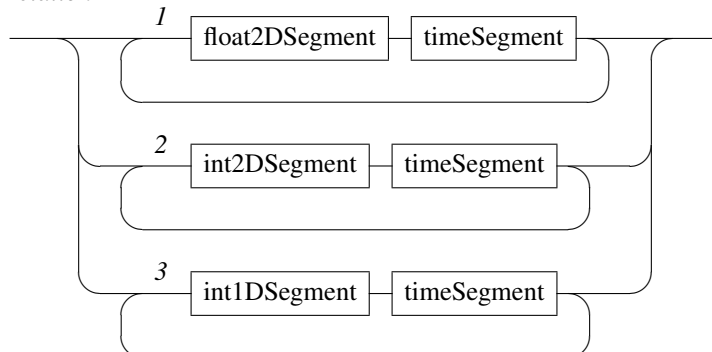 1
float2DSegment timeSegment
2
int2DSegment timeSegment
3
int1DSegment timeSegment